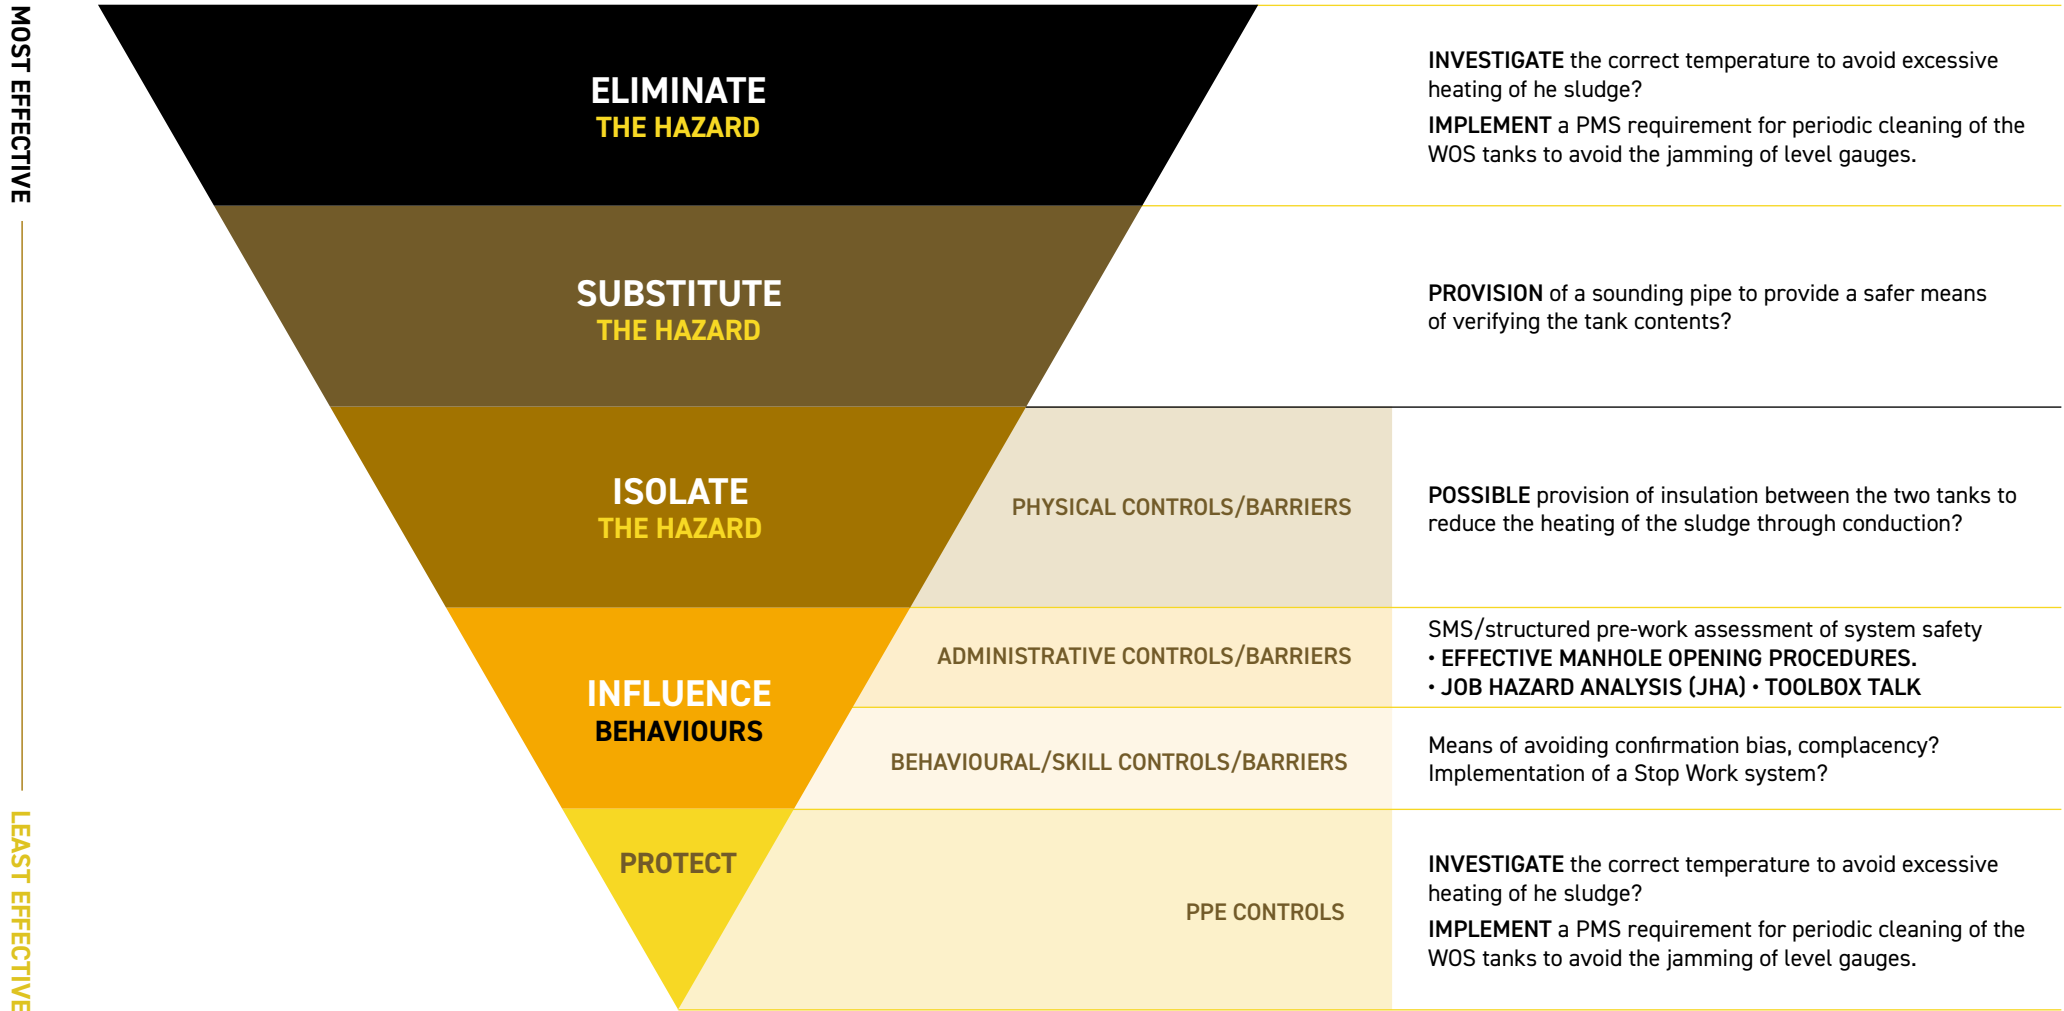 MOST EFFECTIVE
ELIMINATE
THE HAZARD
INVESTIGATE the correct temperature to avoid excessive
heating of he sludge?
IMPLEMENT a PMS requirement for periodic cleaning of the
WOS tanks to avoid the jamming of level gauges.
SUBSTITUTE
THE HAZARD
PROVISION of a sounding pipe to provide a safer means
of verifying the tank contents?
ISOLATE
THE HAZARD
PHYSICAL CONTROLS/BARRIERS
POSSIBLE provision of insulation between the two tanks to
reduce the heating of the sludge through conduction?
INFLUENCE
BEHAVIOURS
ADMINISTRATIVE CONTROLS/BARRIERS
SMS/structured pre-work assessment of system safety
• EFFECTIVE MANHOLE OPENING PROCEDURES.
• JOB HAZARD ANALYSIS (JHA) • TOOLBOX TALK
BEHAVIOURAL/SKILL CONTROLS/BARRIERS
Means of avoiding confirmation bias, complacency?
Implementation of a Stop Work system?
LEAST EFFECTIVE
PROTECT
PPE CONTROLS
INVESTIGATE the correct temperature to avoid excessive
heating of he sludge?
IMPLEMENT a PMS requirement for periodic cleaning of the
WOS tanks to avoid the jamming of level gauges.